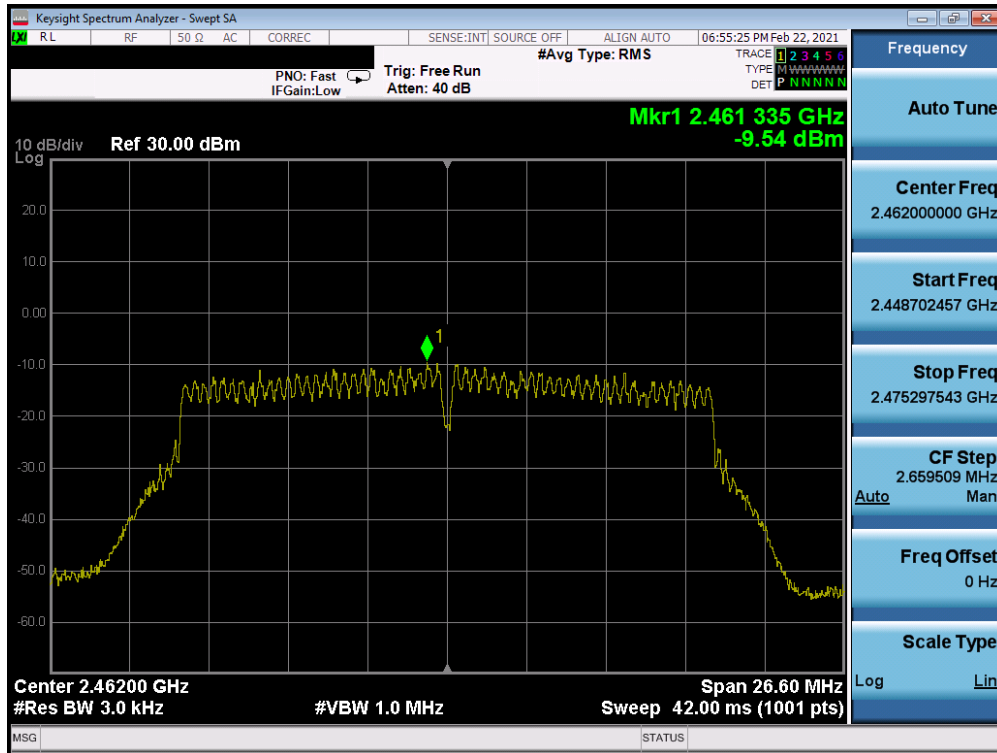 Keysight Spectrum Analyzer - Swept SA
LXI RL RF 50 Ω AC CORREC SENSE:INT SOURCE OFF ALIGN AUTO 06:55:25 PM Feb 22, 2021
#Avg Type: RMS
TRACE 1 2 3 4 5 6
PNO: Fast Trig: Free Run
TYPE M WWWWW
IFGain:Low Atten: 40 dB
DET P N N N N N
Mkr1 2.461 335 GHz
-9.54 dBm
10 dB/div Ref 30.00 dBm
Log
20.0
10.0
0.00
1
-10.0
-20.0
-30.0
-40.0
-50.0
-60.0
Center 2.46200 GHz Span 26.60 MHz
#Res BW 3.0 kHz #VBW 1.0 MHz Sweep 42.00 ms (1001 pts)
MSG STATUS
Frequency
Auto Tune
Center Freq
2.462000000 GHz
Start Freq
2.448702457 GHz
Stop Freq
2.475297543 GHz
CF Step
2.659509 MHz
Auto Man
Freq Offset
0 Hz
Scale Type
Log Lin